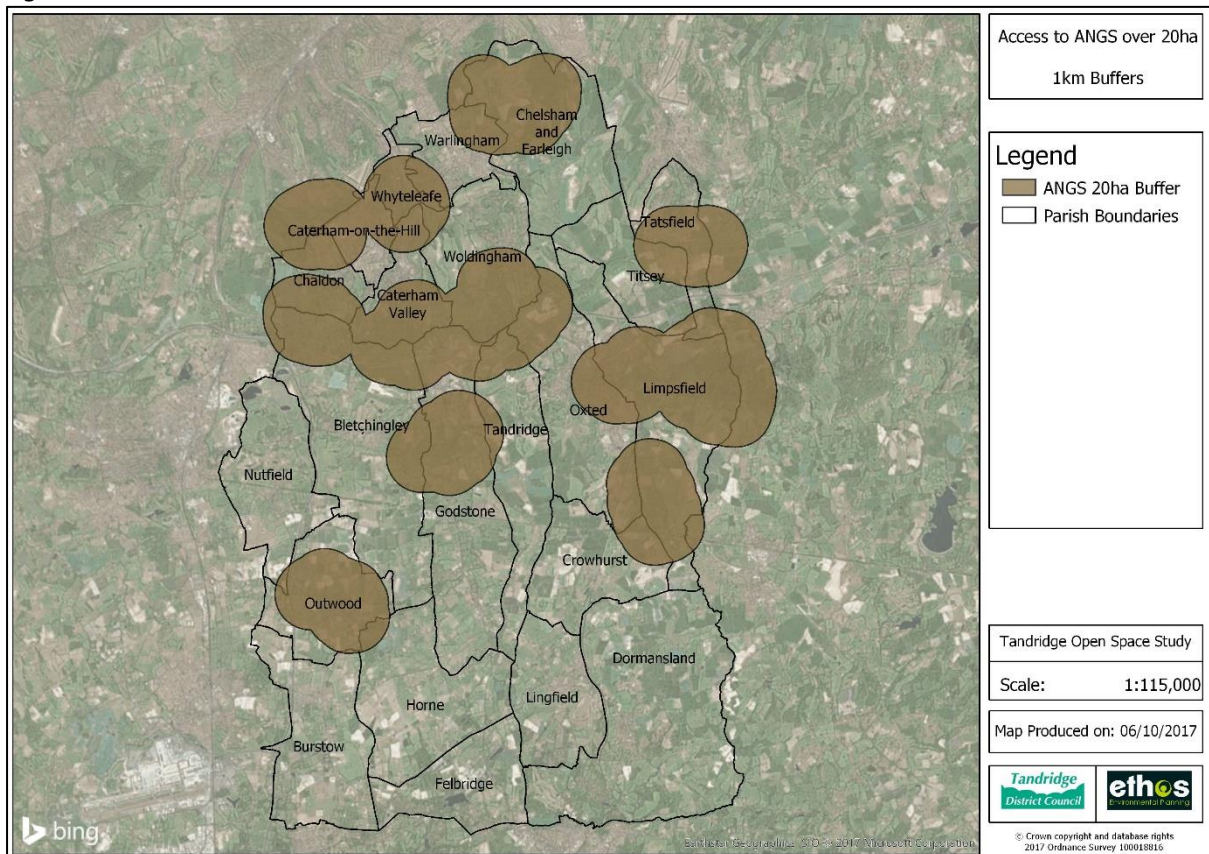 Access to ANGS over 20ha
1km Buffers
Legend
ANGS 20ha Buffer
Parish Boundaries
Chelsham
and
Farleigh
Warlingham
Whyteleafe
Caterham-on-the-Hill
Tatsfield
Woldingham
Titsey
Chaldon
Caterham
Valley
Limpsfield
Oxted
Bletchingley
Tandridge
Nutfield
Godstone
Crowhurst
Outwood
Dormansland
Lingfield
Horne
Burstow
Felbridge
Tandridge Open Space Study
Scale: 1:115,000
Map Produced on: 06/10/2017
Tandridge
District Council
ethos
Environmental Planning
bing
Earthstar Geographics SIO © 2017 Microsoft Corporation
© Crown copyright and database rights
2017 Ordnance Survey 100018816